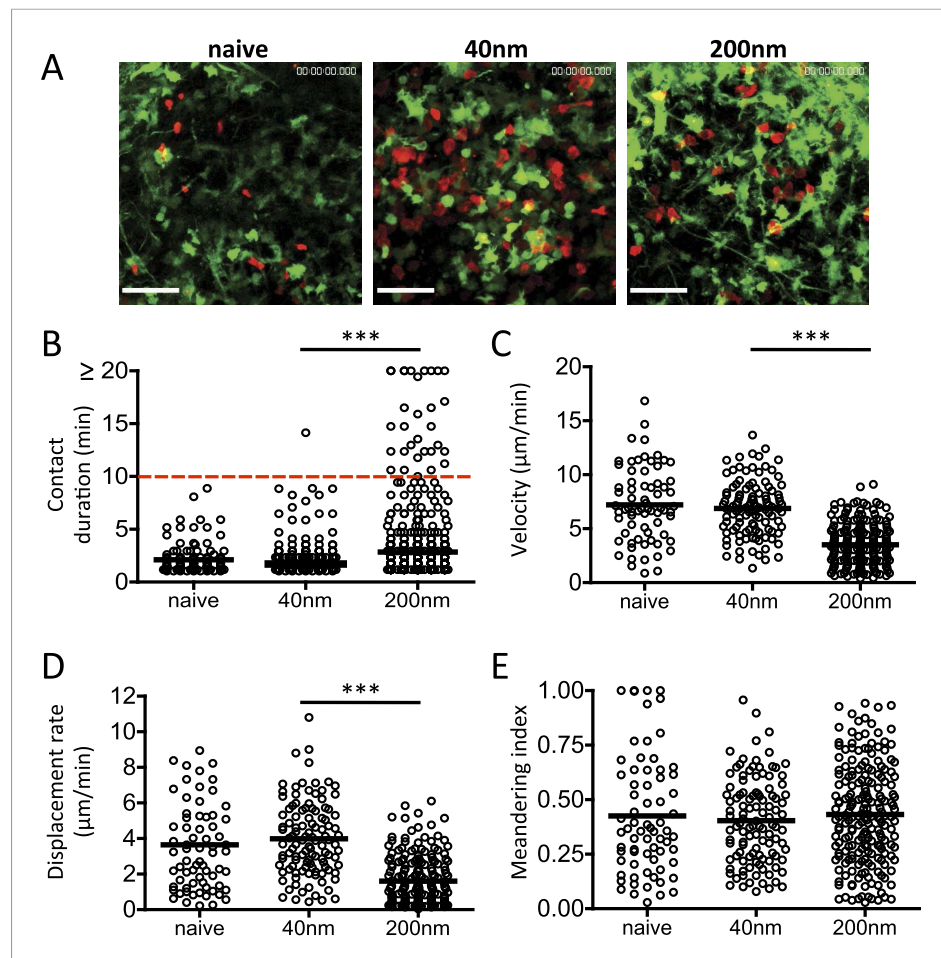 A
naive
40nm
200nm
00:00:00.000
00:00:00.000
00:00:00.000
B
***
Contact
duration (min)
≥
20
15
10
5
0
naive
40nm
200nm
C
***
Velocity (µm/min)
20
15
10
5
0
naive
40nm
200nm
D
***
Displacement rate
(µm/min)
12
10
8
6
4
2
0
naive
40nm
200nm
E
Meandering index
1.00
0.75
0.50
0.25
0.00
naive
40nm
200nm